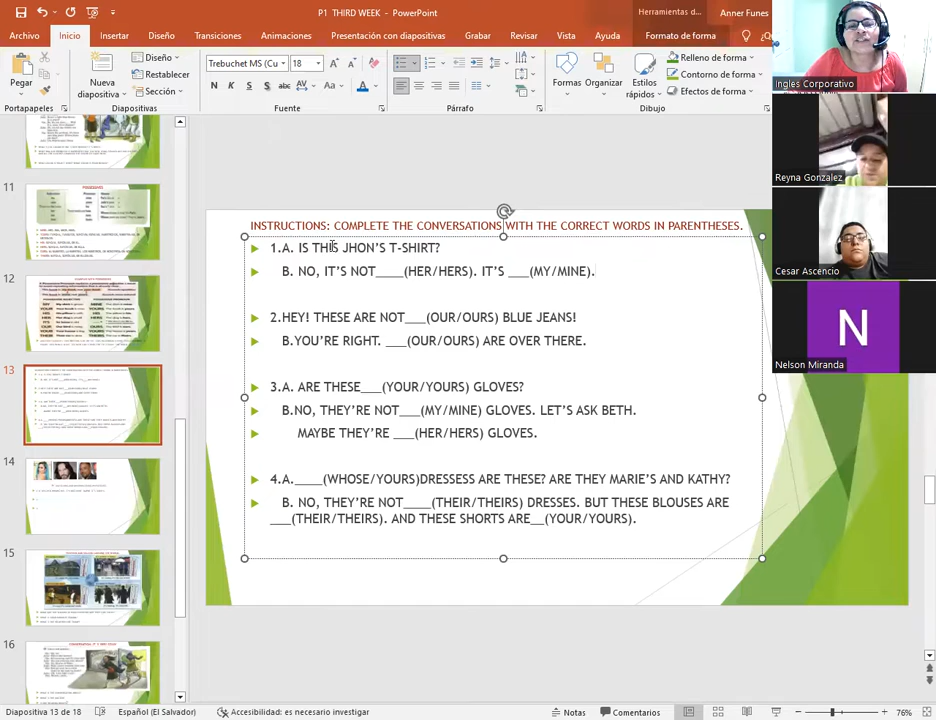 P1 THIRD WEEK - PowerPoint
Herramientas d...
Anner Funes
Archivo Inicio Insertar Diseño Transiciones Animaciones Presentación con diapositivas Grabar Revisar Vista Ayuda Formato de forma
Pegar
Nueva diapositiva
Diseño
Restablecer
Sección
Trebuchet MS (Cu 18
N K S abc AV Aa A
Formas Organizar Estilos rápidos
Relleno de forma
Contorno de forma
Efectos de forma
Portapapeles Diapositivas Fuente Párrafo Dibujo
Ingles Corporativo
Reyna Gonzalez
Cesar Ascencio
N
Nelson Miranda
11
12
13
14
15
16
INSTRUCTIONS: COMPLETE THE CONVERSATIONS WITH THE CORRECT WORDS IN PARENTHESES.
1.A. IS THIS JHON'S T-SHIRT?
B. NO, IT'S NOT____(HER/HERS). IT'S ___(MY/MINE).
2.HEY! THESE ARE NOT___(OUR/OURS) BLUE JEANS!
B.YOU'RE RIGHT. ___(OUR/OURS) ARE OVER THERE.
3.A. ARE THESE___(YOUR/YOURS) GLOVES?
B.NO, THEY'RE NOT___(MY/MINE) GLOVES. LET'S ASK BETH.
MAYBE THEY'RE ___(HER/HERS) GLOVES.
4.A.____(WHOSE/YOURS)DRESSESS ARE THESE? ARE THEY MARIE'S AND KATHY?
B. NO, THEY'RE NOT____(THEIR/THEIRS) DRESSES. BUT THESE BLOUSES ARE
___(THEIR/THEIRS). AND THESE SHORTS ARE__(YOUR/YOURS).
Diapositiva 13 de 18 Español (El Salvador) Accesibilidad: es necesario investigar Notas Comentarios 76%